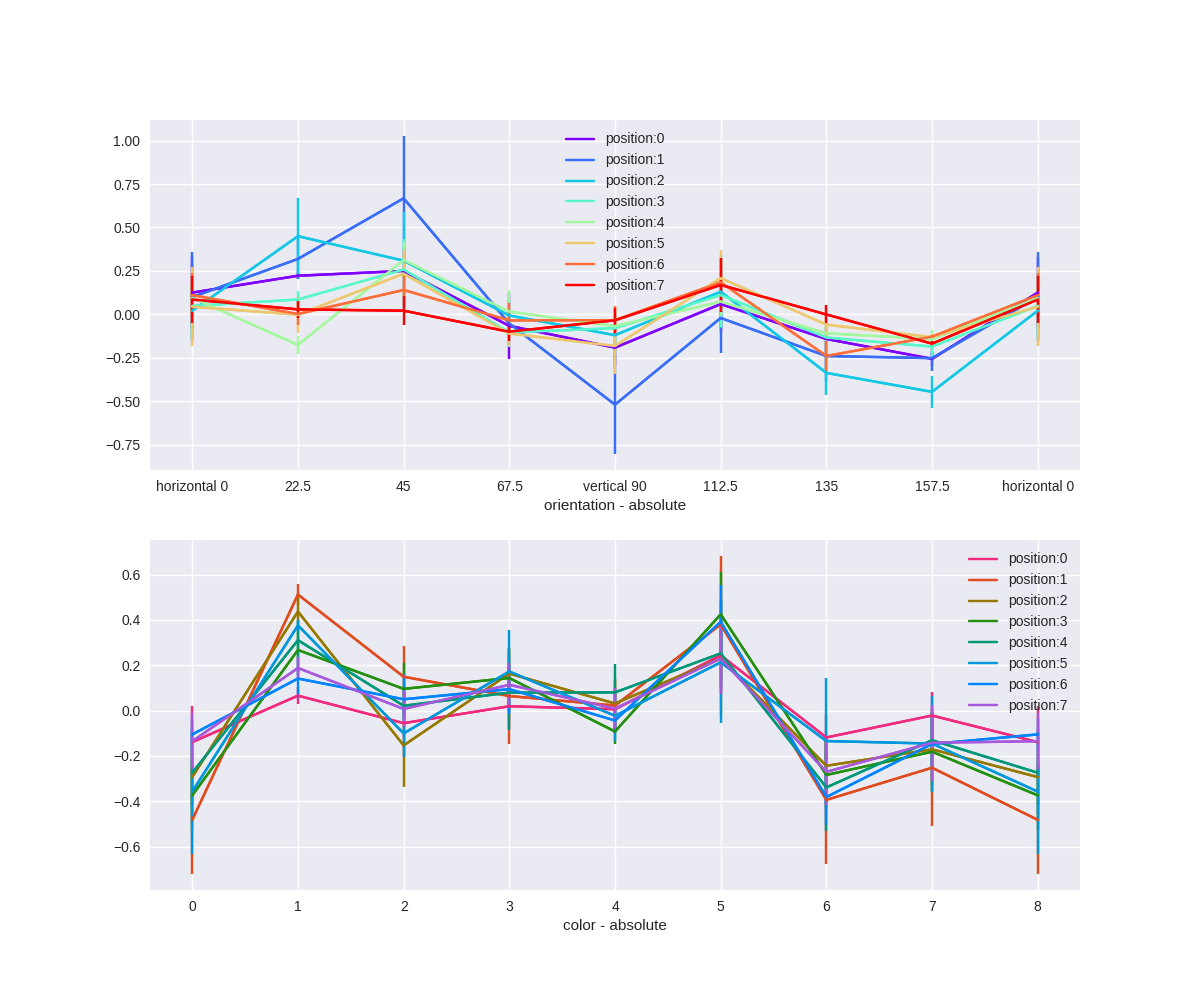 1.00
0.75
0.50
0.25
0.00
−0.25
−0.50
−0.75
position:0
position:1
position:2
position:3
position:4
position:5
position:6
position:7
horizontal 0 22.5 45 67.5 vertical 90 112.5 135 157.5 horizontal 0
orientation - absolute
0.6
0.4
0.2
0.0
−0.2
−0.4
−0.6
position:0
position:1
position:2
position:3
position:4
position:5
position:6
position:7
0 1 2 3 4 5 6 7 8
color - absolute